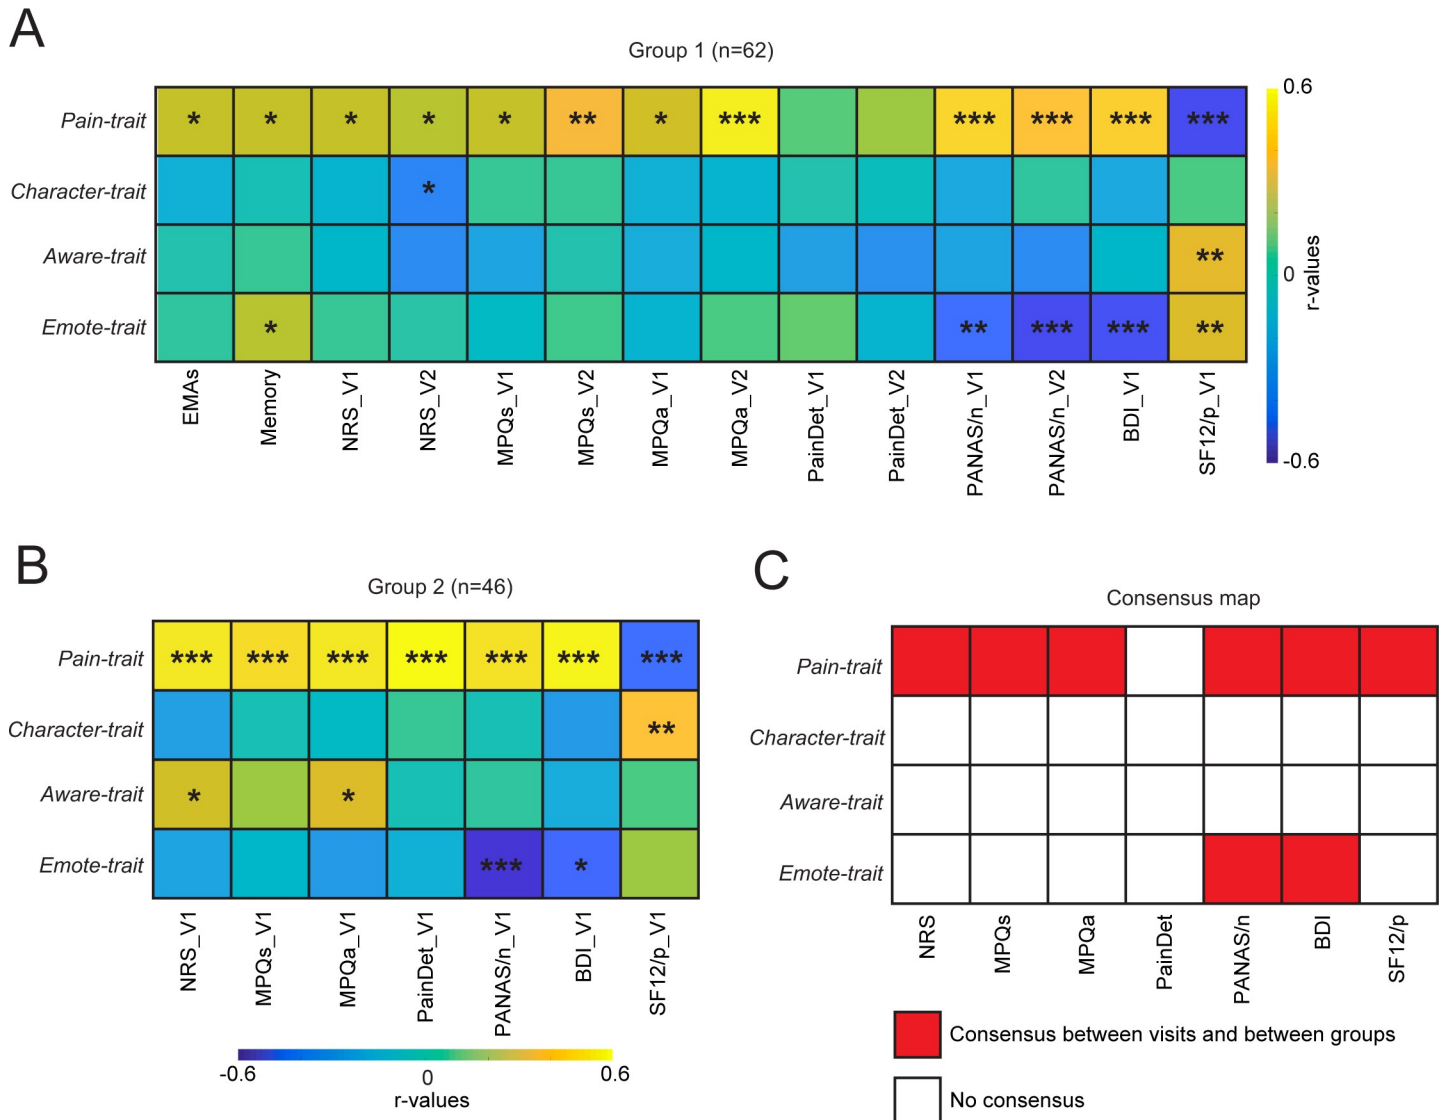 A
Group 1 (n=62)
Pain-trait * * * * * ** * *** *** *** *** ***
Character-trait *
Aware-trait **
Emote-trait * ** *** *** **
EMAs
Memory
NRS_V1
NRS_V2
MPQs_V1
MPQs_V2
MPQa_V1
MPQa_V2
PainDet_V1
PainDet_V2
PANAS/n_V1
PANAS/n_V2
BDI_V1
SF12/p_V1
0.6
0
-0.6
r-values
B
Group 2 (n=46)
Pain-trait *** *** *** *** *** *** ***
Character-trait **
Aware-trait * *
Emote-trait *** *
NRS_V1
MPQs_V1
MPQa_V1
PainDet_V1
PANAS/n_V1
BDI_V1
SF12/p_V1
-0.6 0 0.6
r-values
C
Consensus map
Pain-trait
Character-trait
Aware-trait
Emote-trait
NRS
MPQs
MPQa
PainDet
PANAS/n
BDI
SF12/p
Consensus between visits and between groups
No consensus